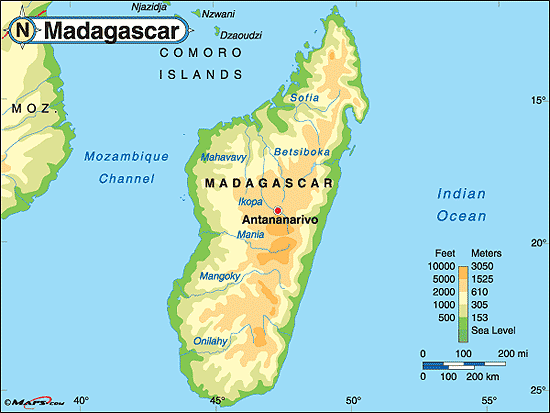 Njazidja
Nzwani
Dzaoudzi
N Madagascar
COMORO
ISLANDS
MOZ.
Sofia
15°
Mozambique
Channel
Mahavavy
Betsiboka
MADAGASCAR
Ikopa
Antananarivo
Indian
Ocean
Mania
20°
Mangoky
Onilahy
Feet Meters
10000 3050
5000 1525
2000 610
1000 305
500 153
Sea Level
0 100 200 mi
0 100 200 km
25°
©MAPS.COM
40° 45° 50° 55°